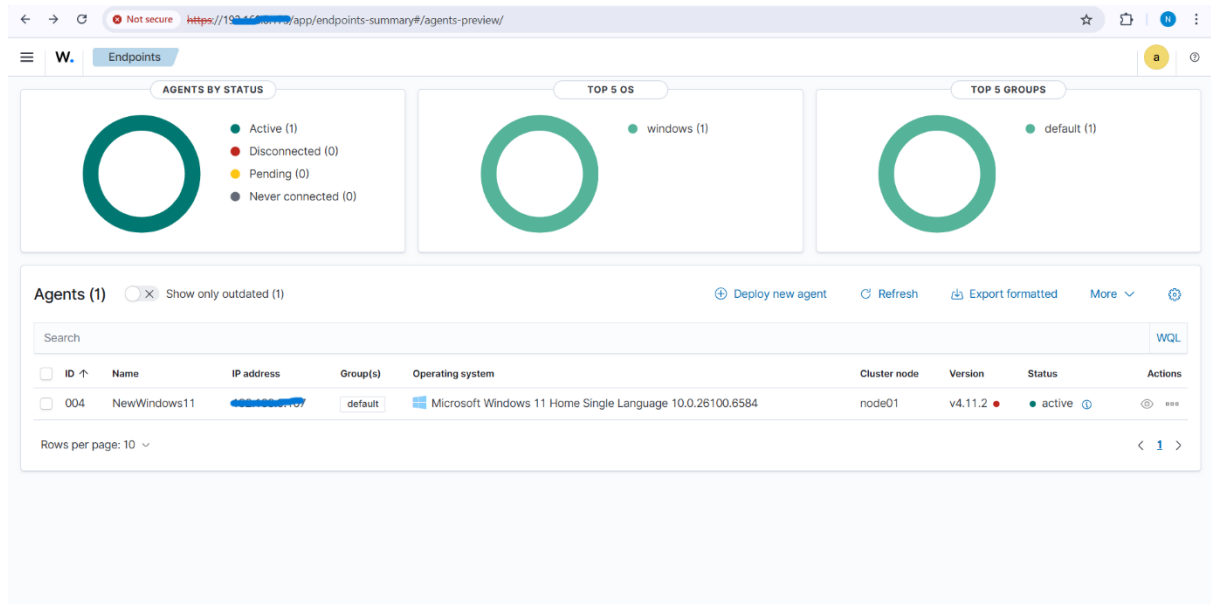 Not secure https://19 /app/endpoints-summary#/agents-preview/ N
W. Endpoints a
AGENTS BY STATUS
Active (1)
Disconnected (0)
Pending (0)
Never connected (0)
TOP 5 OS
windows (1)
TOP 5 GROUPS
default (1)
Agents (1) Show only outdated (1) Deploy new agent Refresh Export formatted More
Search WQL
ID Name IP address Group(s) Operating system Cluster node Version Status Actions
004 NewWindows11 default Microsoft Windows 11 Home Single Language 10.0.26100.6584 node01 v4.11.2 active
Rows per page: 10 1